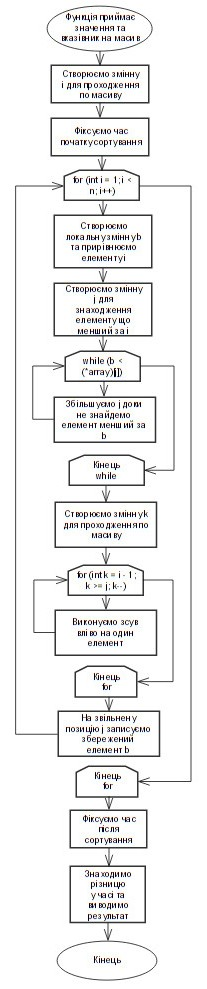 Функція приймає
значення та
вказівник на масив
Створюємо змінну
і для проходження
по масиву
Фіксуємо час
початку сортування
for (int i = 1; i <
n; i++)
Створюємо
локальну змінну b
та прирівнюємо
елементу i
Створюємо змінну
j для
знаходження
елементу що
менший за і
while (b <
(*array)[j])
Збільшуємо j доки
не знайдемо
елемент менший за
b
Кінець
while
Створюємо змінну k
для проходження по
масиву
for (int k = i - 1;
k >= j; k--)
Виконуємо зсув
вліво на один
елемент
Кінець
for
На звільнену
позицію j записуємо
збережений
елемент b
Кінець
for
Фіксуємо час
після
сортування
Знаходимо
різницю
у часі та
виводимо
результат
Кінець